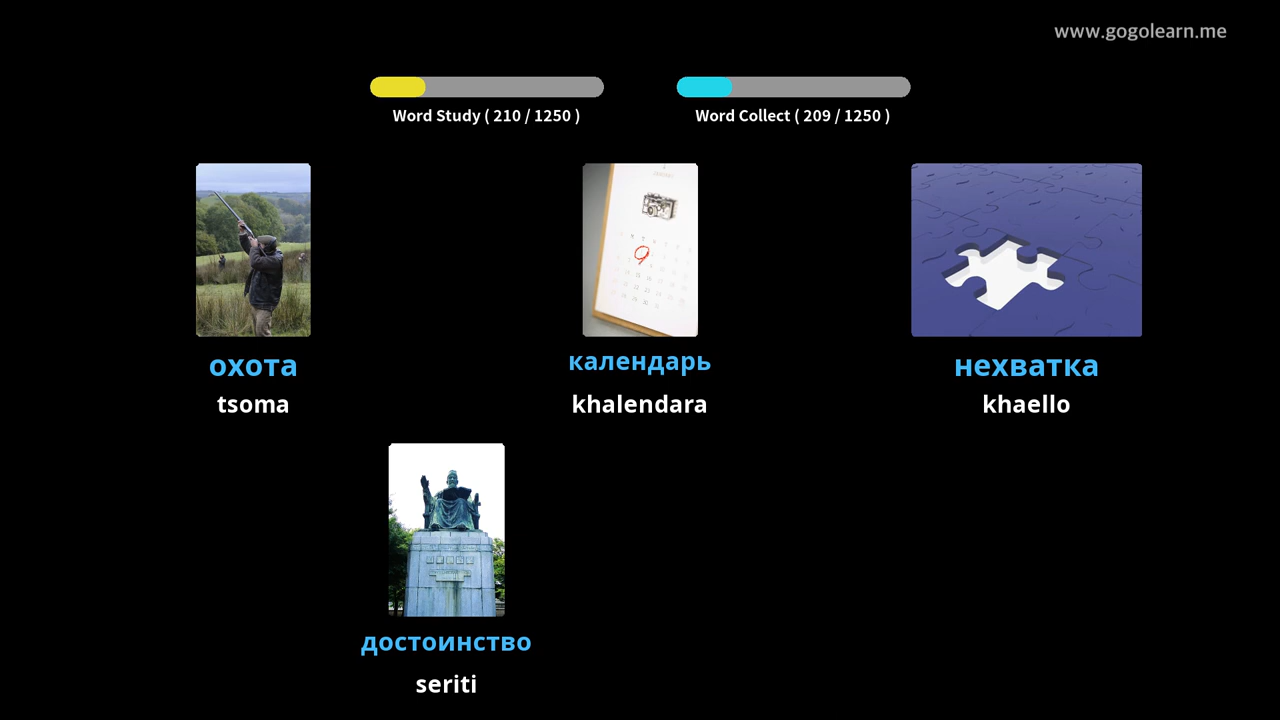 www.gogolearn.me
Word Study ( 210 / 1250 )
Word Collect ( 209 / 1250 )
охота
календарь
нехватка
tsoma
khalendara
khaello
достоинство
seriti